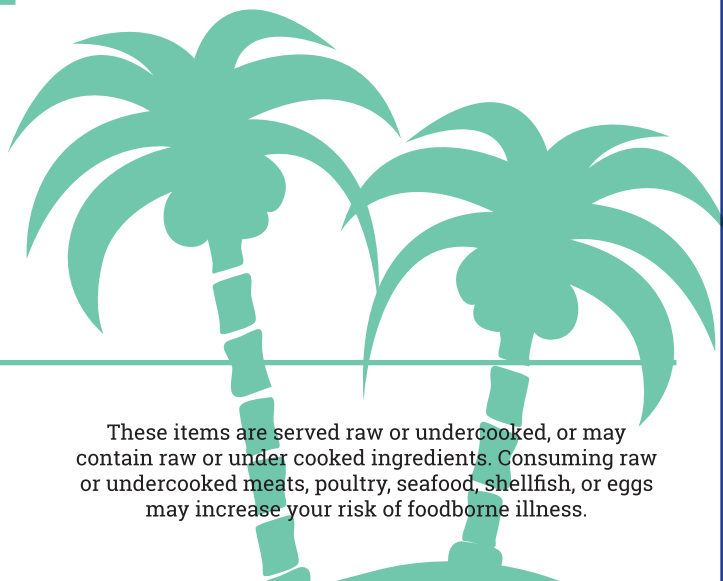 These items are served raw or undercooked, or may
contain raw or under cooked ingredients. Consuming raw
or undercooked meats, poultry, seafood, shellfish, or eggs
may increase your risk of foodborne illness.